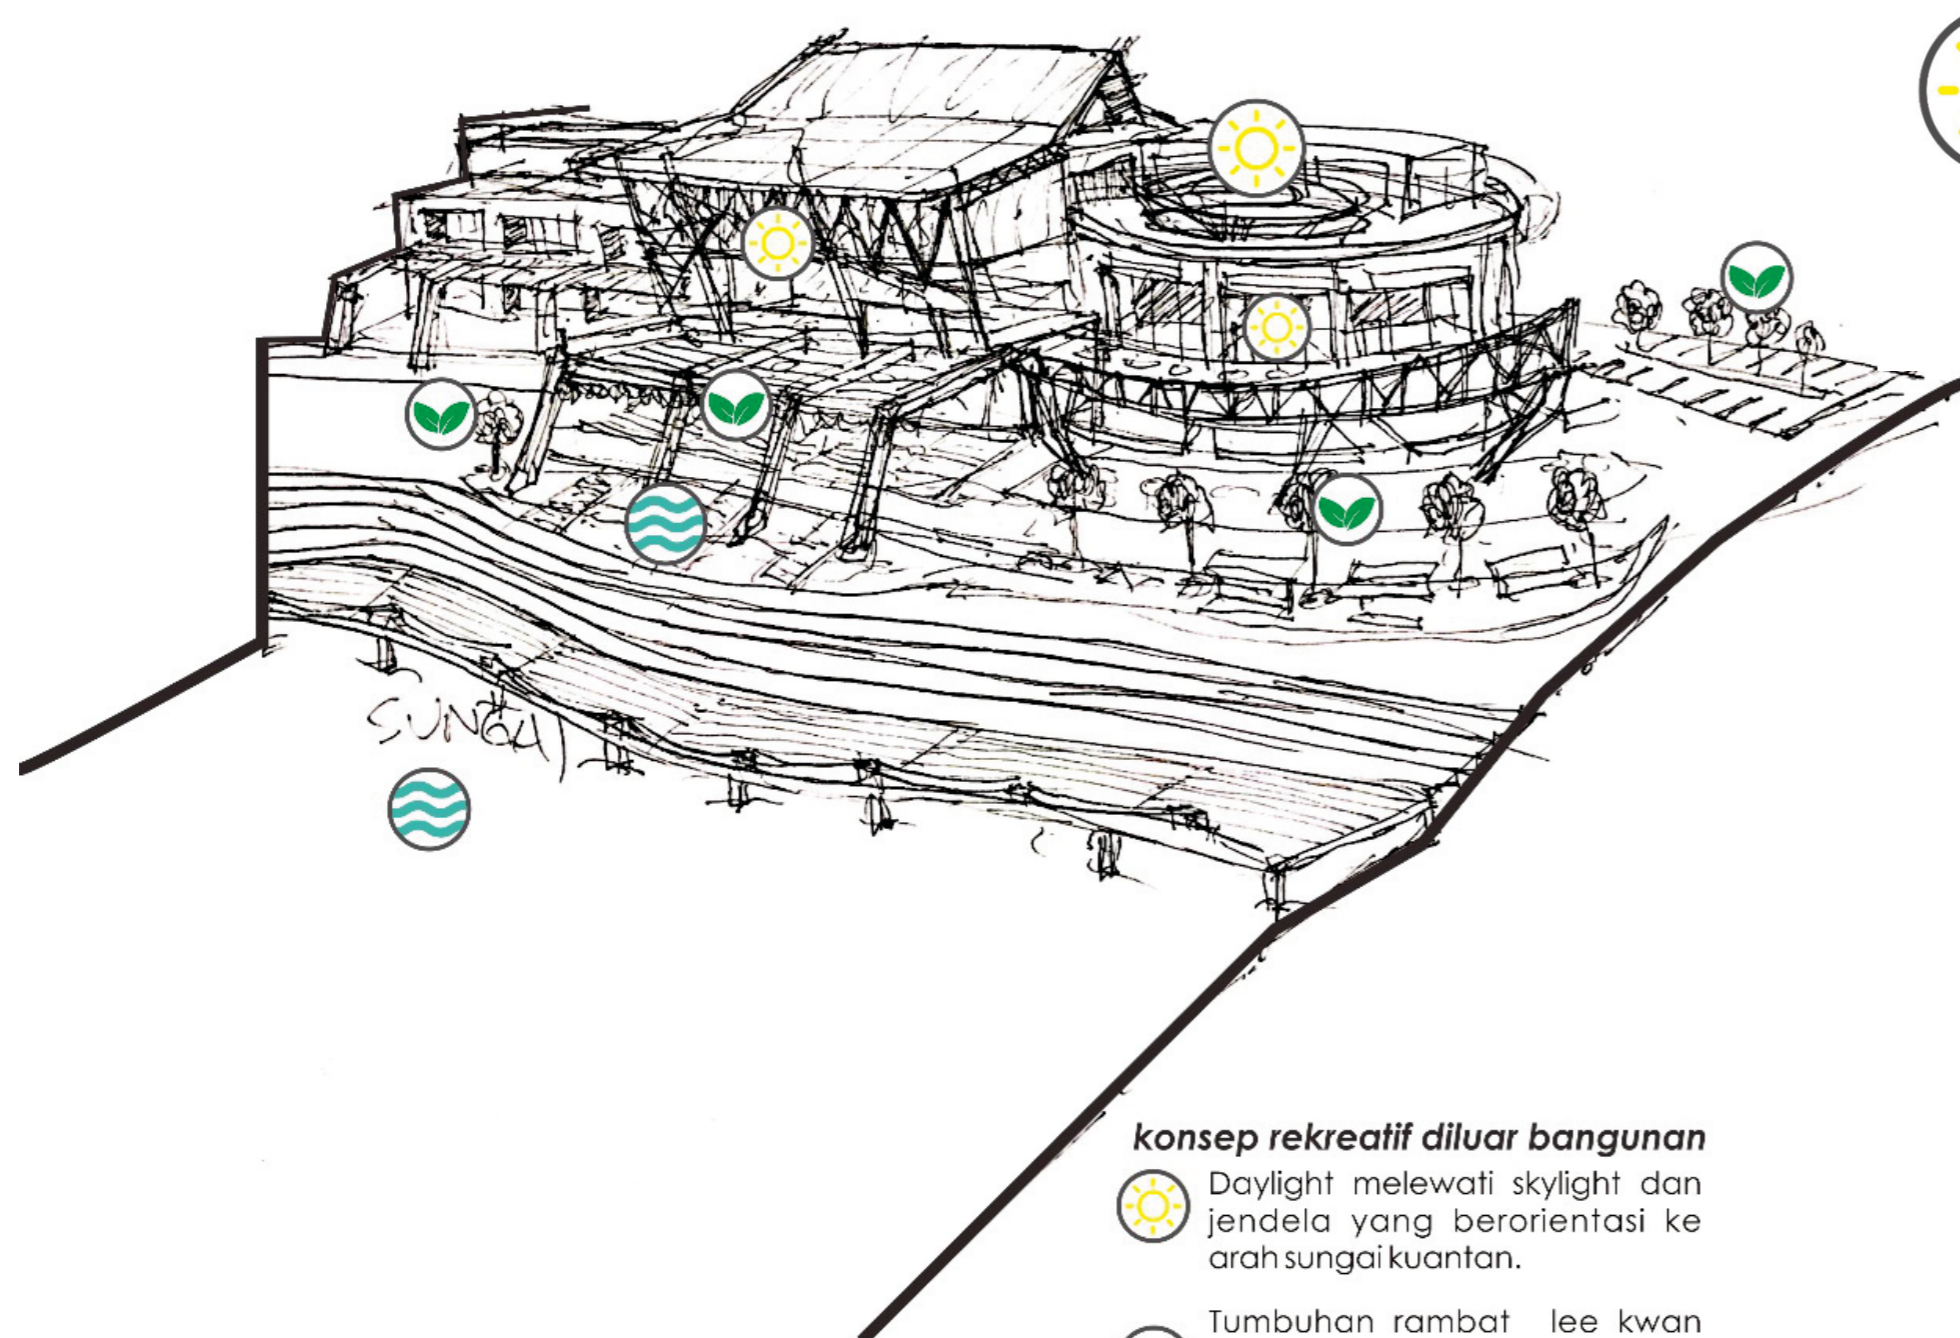 SUNGAI
konsep rekreatif diluar bangunan
Daylight melewati skylight dan
jendela yang berorientasi ke
arah sungai kuantan.
Tumbuhan rambat lee kwan